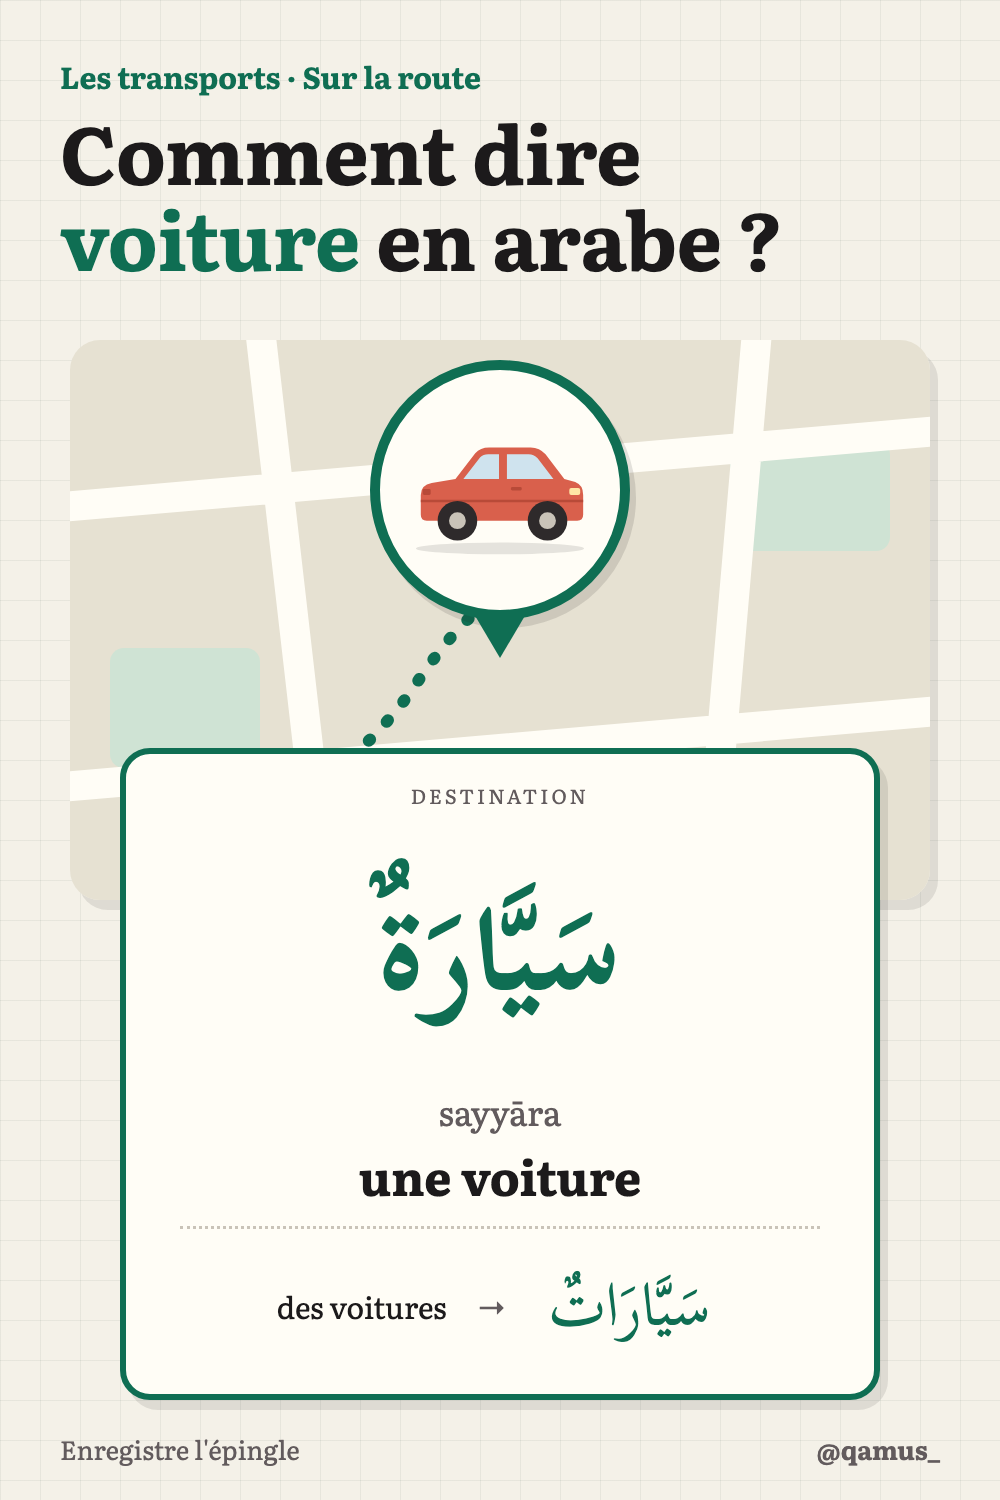 Les transports · Sur la route
Comment dire
voiture en arabe ?
DESTINATION
سَيَّارَةٌ
sayyāra
une voiture
des voitures → سَيَّارَاتٌ
Enregistre l'épingle
@qamus_